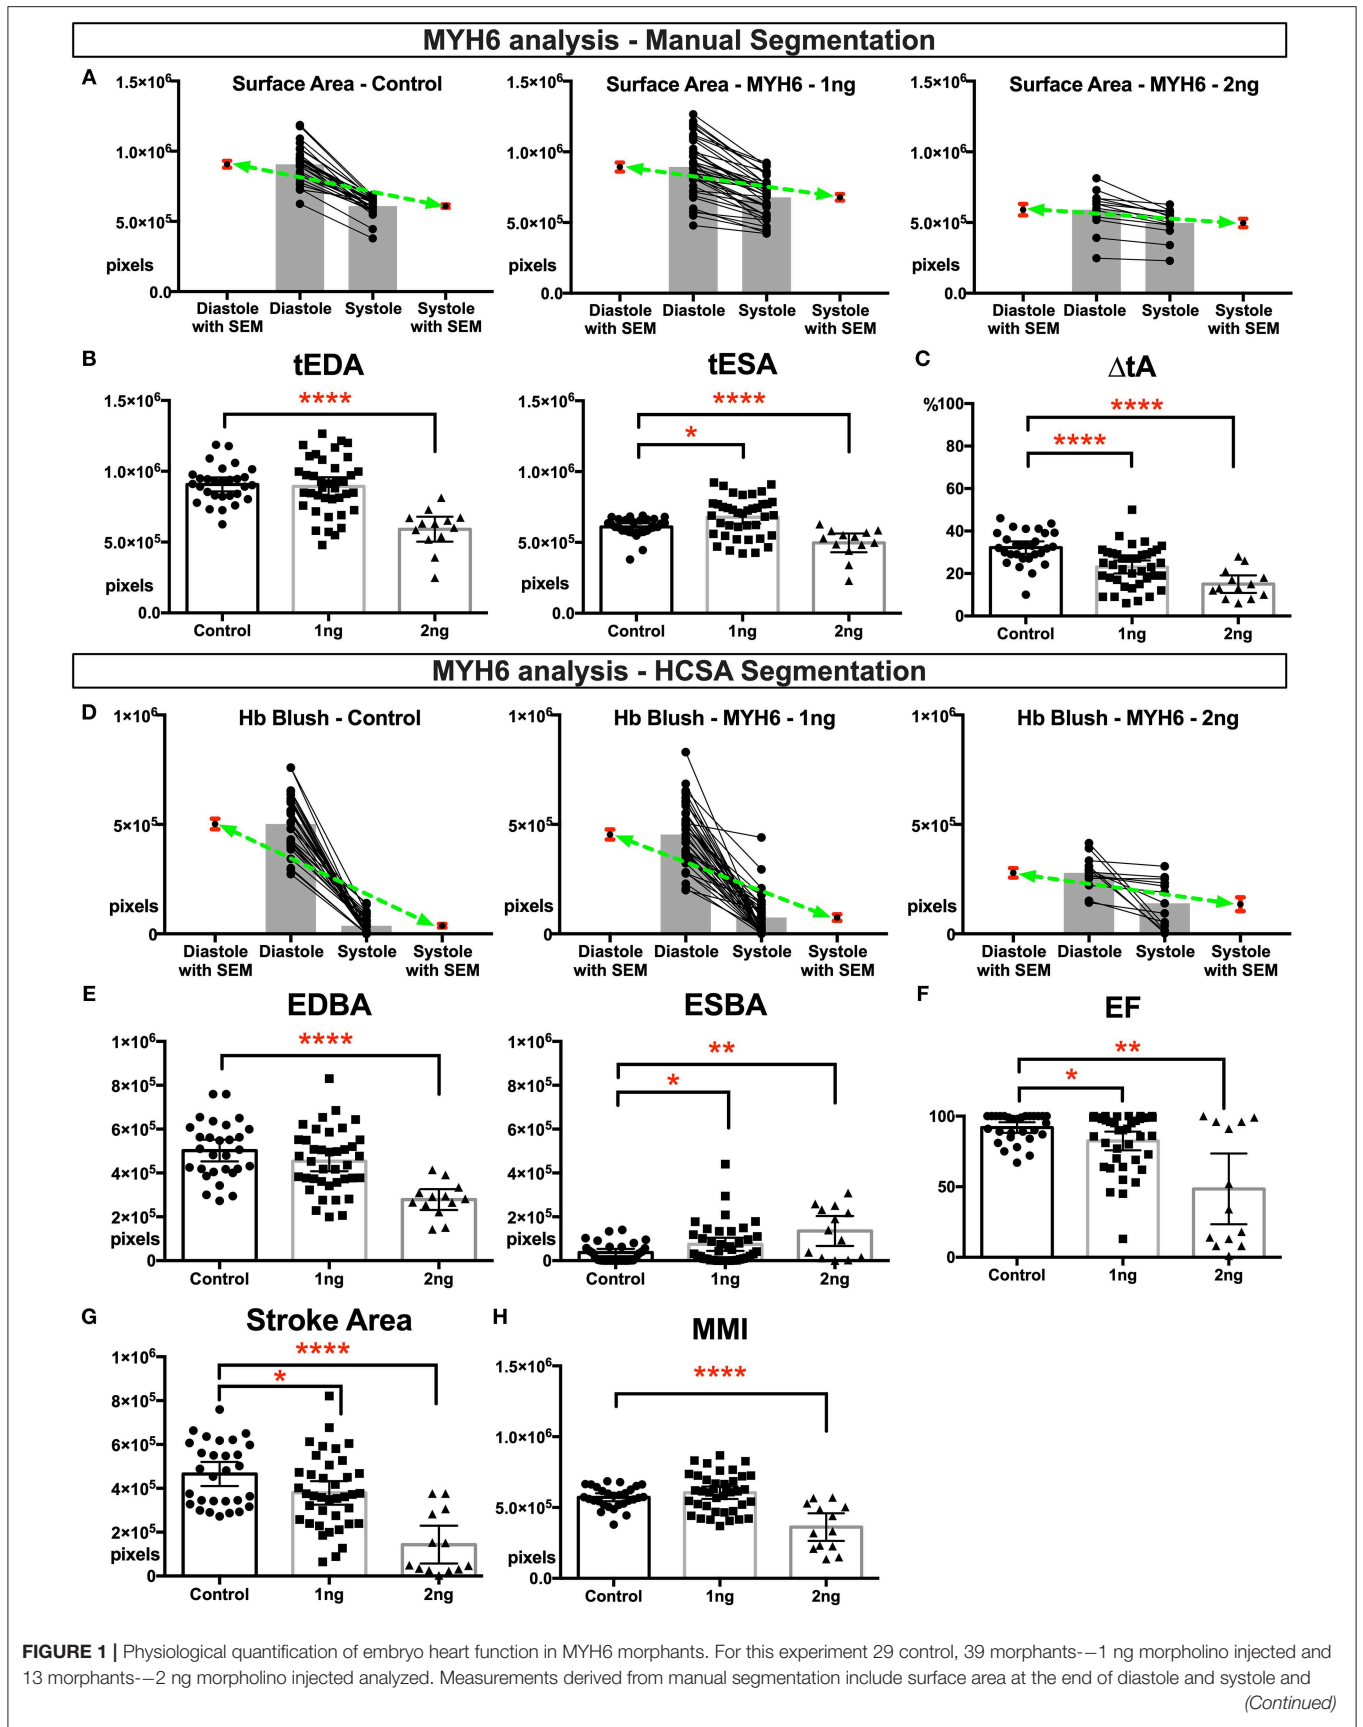 MYH6 analysis - Manual Segmentation
A
Surface Area - Control
Surface Area - MYH6 - 1ng
Surface Area - MYH6 - 2ng
1.5×10⁶
1.0×10⁶
5.0×10⁵
pixels
0.0
Diastole with SEM
Diastole
Systole
Systole with SEM
1.5×10⁶
1.0×10⁶
5.0×10⁵
pixels
0.0
Diastole with SEM
Diastole
Systole
Systole with SEM
1.5×10⁶
1.0×10⁶
5.0×10⁵
pixels
0.0
Diastole with SEM
Diastole
Systole
Systole with SEM
B
tEDA
****
1.5×10⁶
1.0×10⁶
5.0×10⁵
pixels
0.0
Control
1ng
2ng
tESA
****
*
1.5×10⁶
1.0×10⁶
5.0×10⁵
pixels
0.0
Control
1ng
2ng
C
ΔtA
****
****
%100
80
60
40
20
0
Control
1ng
2ng
MYH6 analysis - HCSA Segmentation
D
Hb Blush - Control
Hb Blush - MYH6 - 1ng
Hb Blush - MYH6 - 2ng
1×10⁶
5×10⁵
pixels
0
Diastole with SEM
Diastole
Systole
Systole with SEM
1×10⁶
5×10⁵
pixels
0
Diastole with SEM
Diastole
Systole
Systole with SEM
1×10⁶
5×10⁵
pixels
0
Diastole with SEM
Diastole
Systole
Systole with SEM
E
EDBA
****
1×10⁶
8×10⁵
6×10⁵
4×10⁵
2×10⁵
pixels
0
Control
1ng
2ng
ESBA
**
*
1×10⁶
8×10⁵
6×10⁵
4×10⁵
2×10⁵
pixels
0
Control
1ng
2ng
F
EF
**
*
100
50
0
Control
1ng
2ng
G
Stroke Area
****
*
1×10⁶
8×10⁵
6×10⁵
4×10⁵
2×10⁵
pixels
0
Control
1ng
2ng
H
MMI
****
1.5×10⁶
1.0×10⁶
5.0×10⁵
pixels
0.0
Control
1ng
2ng
FIGURE 1 | Physiological quantification of embryo heart function in MYH6 morphants. For this experiment 29 control, 39 morphants-–1 ng morpholino injected and
13 morphants-–2 ng morpholino injected analyzed. Measurements derived from manual segmentation include surface area at the end of diastole and systole and
(Continued)